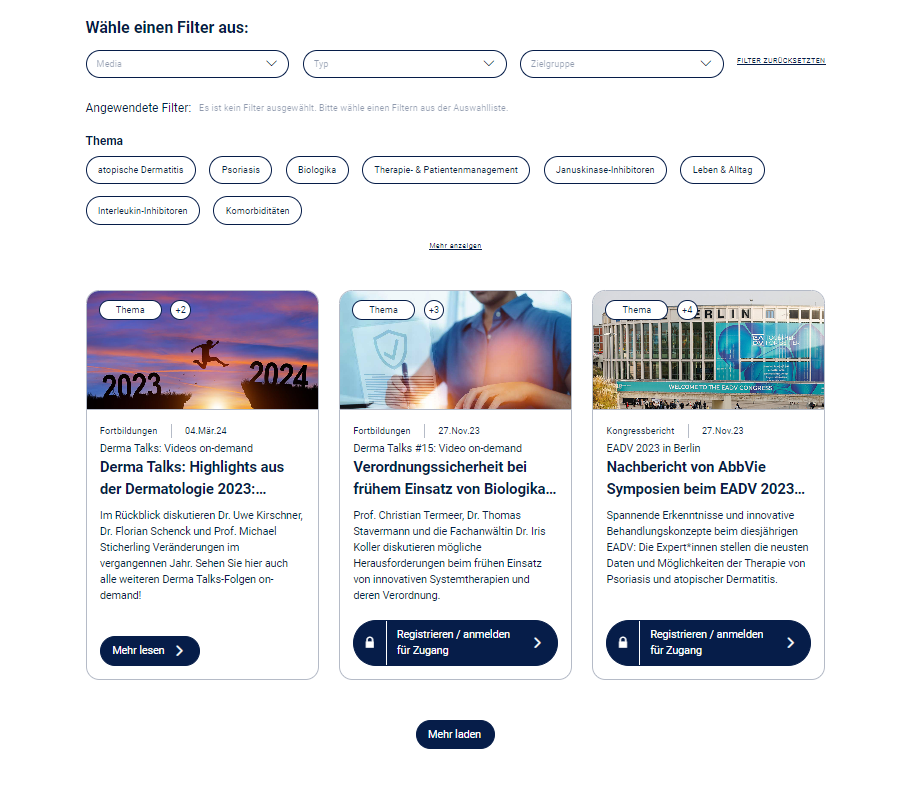 Wähle einen Filter aus:
Media
Typ
Zielgruppe
FILTER ZURÜCKSETZTEN
Angewendete Filter: Es ist kein Filter ausgewählt. Bitte wähle einen Filtern aus der Auswahlliste.
Thema
atopische Dermatitis
Psoriasis
Biologika
Therapie- & Patientenmanagement
Januskinase-Inhibitoren
Leben & Alltag
Interleukin-Inhibitoren
Komorbiditäten
Mehr anzeigen
Thema
+2
2023
2024
Fortbildungen
04.Mär.24
Derma Talks: Videos on-demand
Derma Talks: Highlights aus
der Dermatologie 2023:...
Im Rückblick diskutieren Dr. Uwe Kirschner,
Dr. Florian Schenck und Prof. Michael
Sticherling Veränderungen im
vergangenen Jahr. Sehen Sie hier auch
alle weiteren Derma Talks-Folgen on-
demand!
Mehr lesen
Thema
+3
Fortbildungen
27.Nov.23
Derma Talks #15: Video on-demand
Verordnungssicherheit bei
frühem Einsatz von Biologika...
Prof. Christian Termeer, Dr. Thomas
Stavermann und die Fachanwältin Dr. Iris
Koller diskutieren mögliche
Herausforderungen beim frühen Einsatz
von innovativen Systemtherapien und
deren Verordnung.
Registrieren / anmelden
für Zugang
Thema
+4
ERLIN
WELCOME TO THE EADV CONGRESS
Kongressbericht
27.Nov.23
EADV 2023 in Berlin
Nachbericht von AbbVie
Symposien beim EADV 2023...
Spannende Erkenntnisse und innovative
Behandlungskonzepte beim diesjährigen
EADV: Die Expert*innen stellen die neusten
Daten und Möglichkeiten der Therapie von
Psoriasis und atopischer Dermatitis.
Registrieren / anmelden
für Zugang
Mehr laden